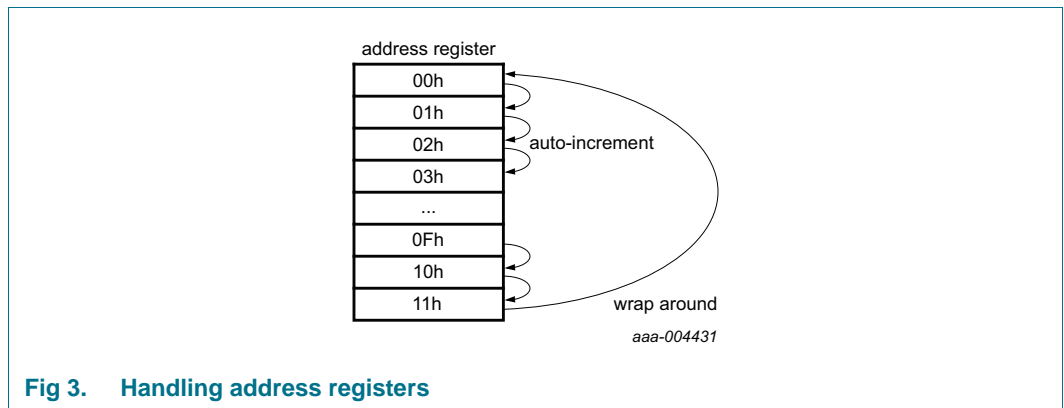 address register
00h
01h
02h
auto-increment
03h
...
0Fh
10h
11h
wrap around
aaa-004431
Fig 3. Handling address registers